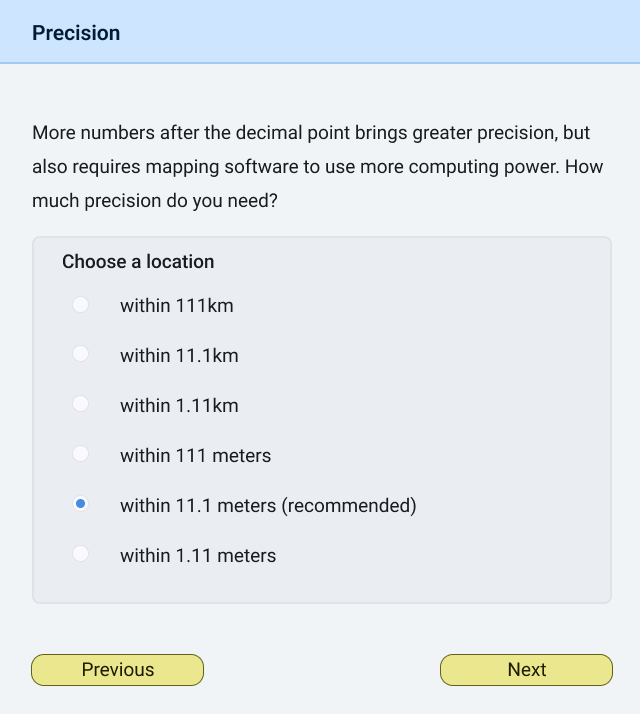 Precision
More numbers after the decimal point brings greater precision, but
also requires mapping software to use more computing power. How
much precision do you need?
Choose a location
within 111km
within 11.1km
within 1.11km
within 111 meters
within 11.1 meters (recommended)
within 1.11 meters
Previous
Next